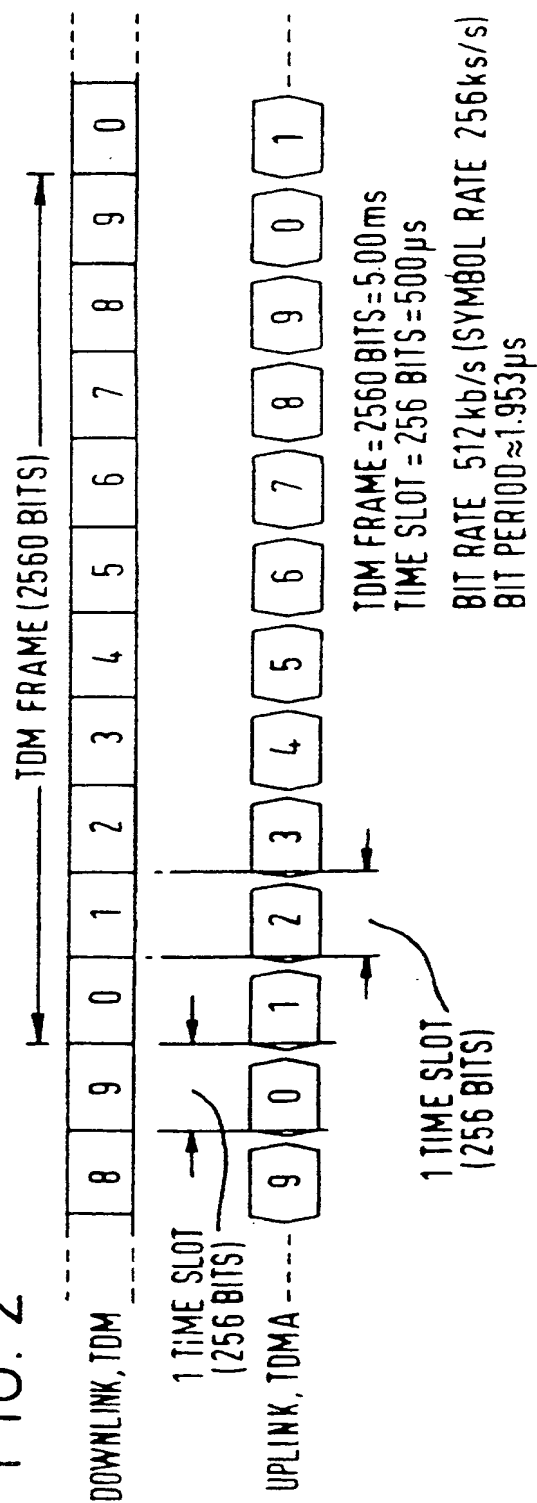 FIG. 2
TDM FRAME (2560 BITS)
DOWNLINK, TDM
8 9 0 1 2 3 4 5 6 7 8 9 0
1 TIME SLOT
(256 BITS)
UPLINK, TDMA
9 0 1 2 3 4 5 6 7 8 9 0 1
1 TIME SLOT
(256 BITS)
TDM FRAME = 2560 BITS = 5.00ms
TIME SLOT = 256 BITS = 500µs
BIT RATE 512kb/s (SYMBOL RATE 256ks/s)
BIT PERIOD ≈ 1.953µs